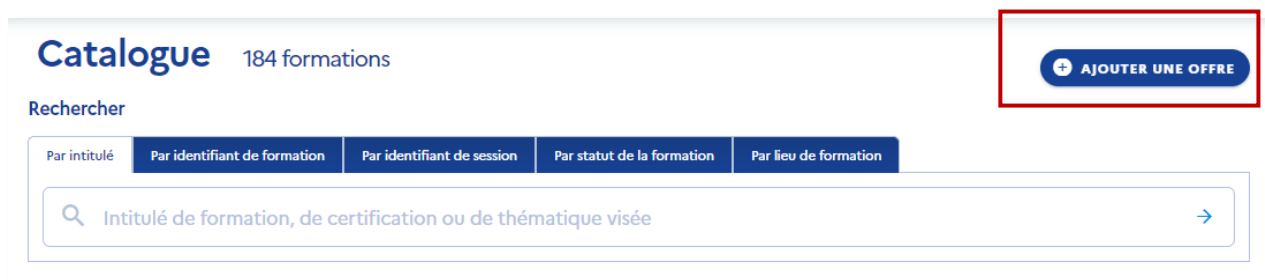 Catalogue 184 formations
AJOUTER UNE OFFRE
Rechercher
Par intitulé Par identifiant de formation Par identifiant de session Par statut de la formation Par lieu de formation
Intitulé de formation, de certification ou de thématique visée